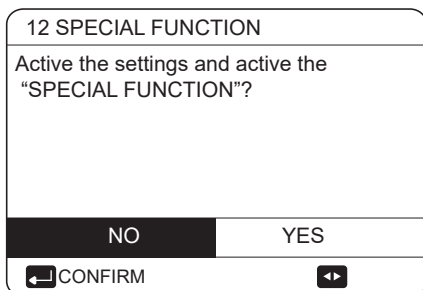 12 SPECIAL FUNCTION
Active the settings and active the
“SPECIAL FUNCTION”?
NO YES
CONFIRM